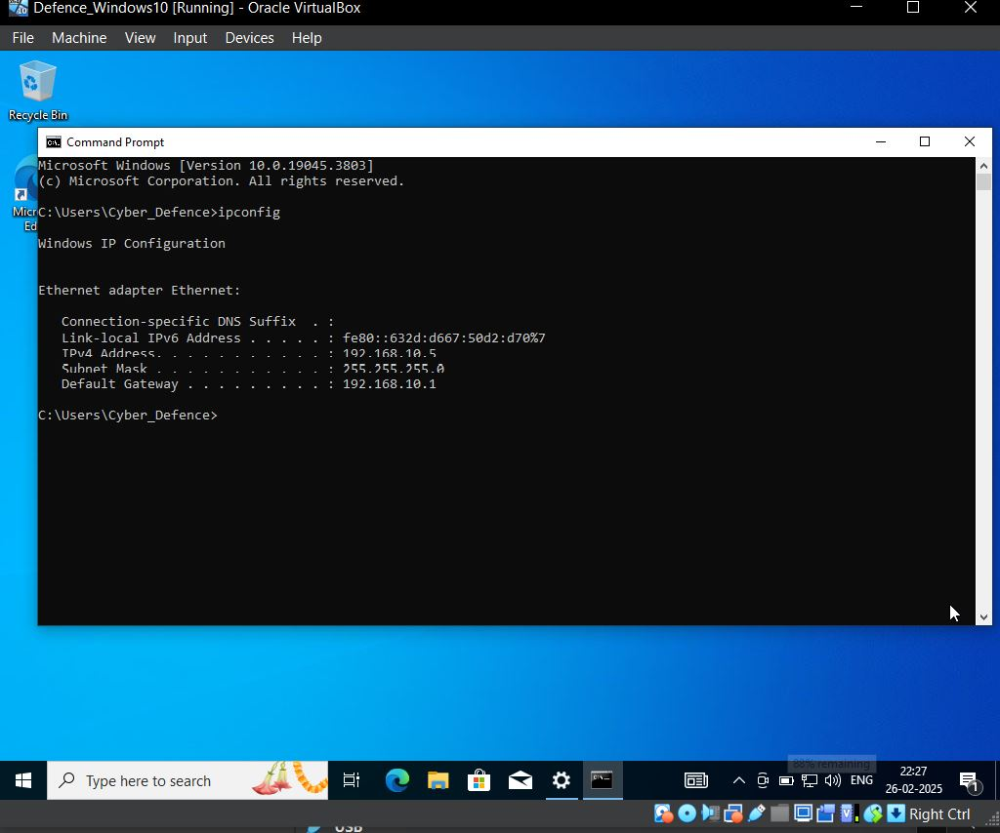 Defence_Windows10 [Running] - Oracle VirtualBox
File Machine View Input Devices Help
Recycle Bin
Command Prompt
Microsoft Windows [Version 10.0.19045.3803]
(c) Microsoft Corporation. All rights reserved.
Micr
Ed
C:\Users\Cyber_Defence>ipconfig
Windows IP Configuration
Ethernet adapter Ethernet:
Connection-specific DNS Suffix . :
Link-local IPv6 Address . . . . . : fe80::632d:d667:50d2:d70%7
IPv4 Address. . . . . . . . . . . : 192.168.10.5
Subnet Mask . . . . . . . . . . . : 255.255.255.0
Default Gateway . . . . . . . . . : 192.168.10.1
C:\Users\Cyber_Defence>
88% remaining
Type here to search
ENG
22:27
26-02-2025
1
Right Ctrl
USB